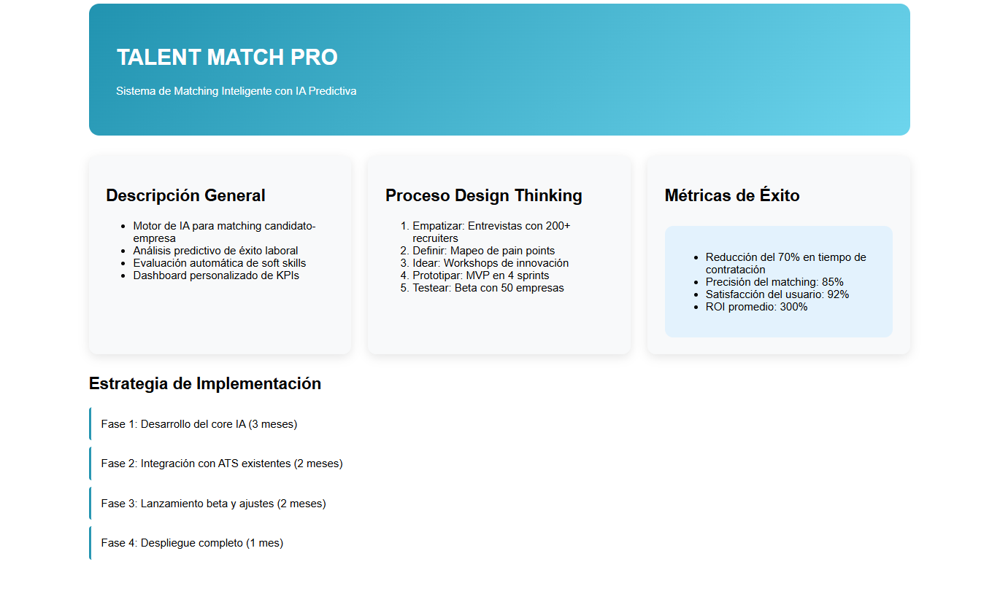 TALENT MATCH PRO
Sistema de Matching Inteligente con IA Predictiva
Descripción General
• Motor de IA para matching candidato-
empresa
• Análisis predictivo de éxito laboral
• Evaluación automática de soft skills
• Dashboard personalizado de KPIs
Proceso Design Thinking
1. Empatizar: Entrevistas con 200+
recruiters
2. Definir: Mapeo de pain points
3. Idear: Workshops de innovación
4. Prototipar: MVP en 4 sprints
5. Testear: Beta con 50 empresas
Métricas de Éxito
• Reducción del 70% en tiempo de
contratación
• Precisión del matching: 85%
• Satisfacción del usuario: 92%
• ROI promedio: 300%
Estrategia de Implementación
Fase 1: Desarrollo del core IA (3 meses)
Fase 2: Integración con ATS existentes (2 meses)
Fase 3: Lanzamiento beta y ajustes (2 meses)
Fase 4: Despliegue completo (1 mes)